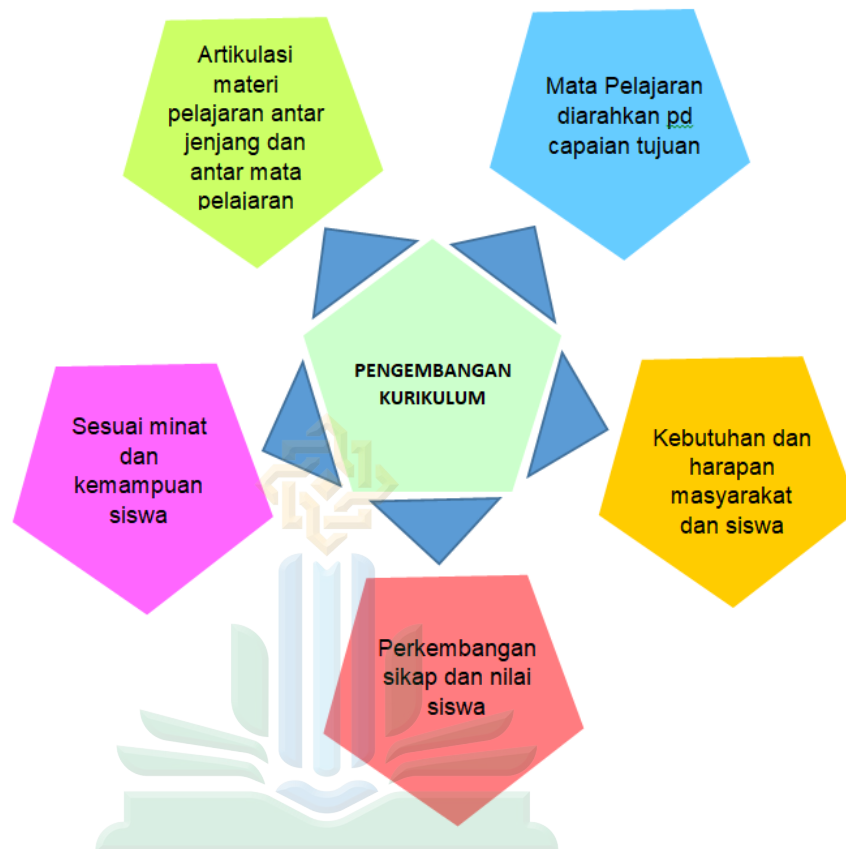 Artikulasi
materi
pelajaran antar
jenjang dan
antar mata
pelajaran
Mata Pelajaran
diarahkan pd
capaian tujuan
PENGEMBANGAN
KURIKULUM
Sesuai minat
dan
kemampuan
siswa
Kebutuhan dan
harapan
masyarakat
dan siswa
Perkembangan
sikap dan nilai
siswa